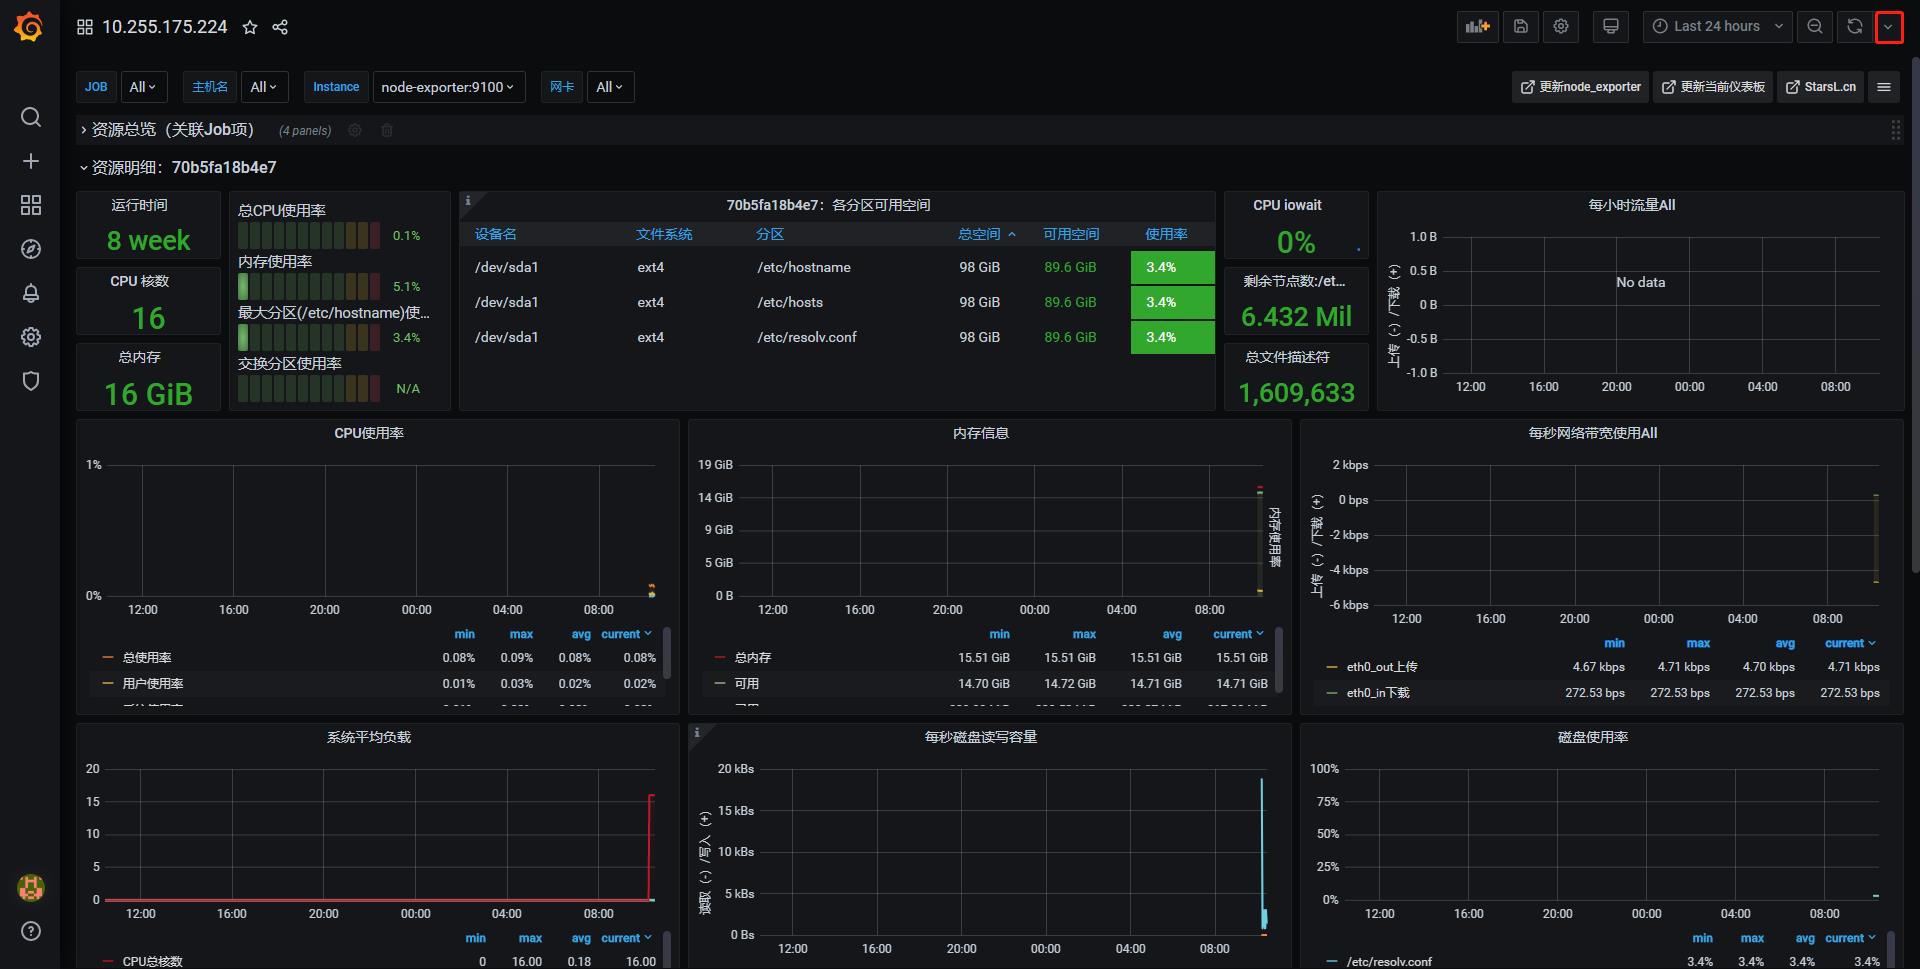 10.255.175.224
Last 24 hours
JOB
All
主机名
All
Instance
node-exporter:9100
网卡
All
更新node_exporter
更新当前仪表板
StarsL.cn
资源总览（关联Job项）
(4 panels)
资源明细：70b5fa18b4e7
运行时间
8 week
CPU 核数
16
总内存
16 GiB
总CPU使用率
0.1%
内存使用率
5.1%
最大分区(/etc/hostname)使...
3.4%
交换分区使用率
N/A
70b5fa18b4e7：各分区可用空间
设备名 文件系统 分区 总空间 可用空间 使用率
/dev/sda1 ext4 /etc/hostname 98 GiB 89.6 GiB 3.4%
/dev/sda1 ext4 /etc/hosts 98 GiB 89.6 GiB 3.4%
/dev/sda1 ext4 /etc/resolv.conf 98 GiB 89.6 GiB 3.4%
CPU iowait
0%
剩余节点数:/et...
6.432 Mil
总文件描述符
1,609,633
每小时流量All
上传（-）/下载（+）
1.0 B
0.5 B
0 B
-0.5 B
-1.0 B
No data
12:00 16:00 20:00 00:00 04:00 08:00
CPU使用率
1%
0%
12:00 16:00 20:00 00:00 04:00 08:00
min max avg current
总使用率 0.08% 0.09% 0.08% 0.08%
用户使用率 0.01% 0.03% 0.02% 0.02%
内存信息
19 GiB
14 GiB
9 GiB
5 GiB
0 B
内存使用率
12:00 16:00 20:00 00:00 04:00 08:00
min max avg current
总内存 15.51 GiB 15.51 GiB 15.51 GiB 15.51 GiB
可用 14.70 GiB 14.72 GiB 14.71 GiB 14.71 GiB
每秒网络带宽使用All
上传（-）/下载（+）
2 kbps
0 bps
-2 kbps
-4 kbps
-6 kbps
12:00 16:00 20:00 00:00 04:00 08:00
min max avg current
eth0_out上传 4.67 kbps 4.71 kbps 4.70 kbps 4.71 kbps
eth0_in下载 272.53 bps 272.53 bps 272.53 bps 272.53 bps
系统平均负载
20
15
10
5
0
12:00 16:00 20:00 00:00 04:00 08:00
min max avg current
CPU总核数 0 16.00 0.18 16.00
每秒磁盘读写容量
读取（-）/写入（+）
20 kBs
15 kBs
10 kBs
5 kBs
0 Bs
12:00 16:00 20:00 00:00 04:00 08:00
磁盘使用率
100%
75%
50%
25%
0%
12:00 16:00 20:00 00:00 04:00 08:00
min max avg current
/etc/resolv.conf 3.4% 3.4% 3.4% 3.4%